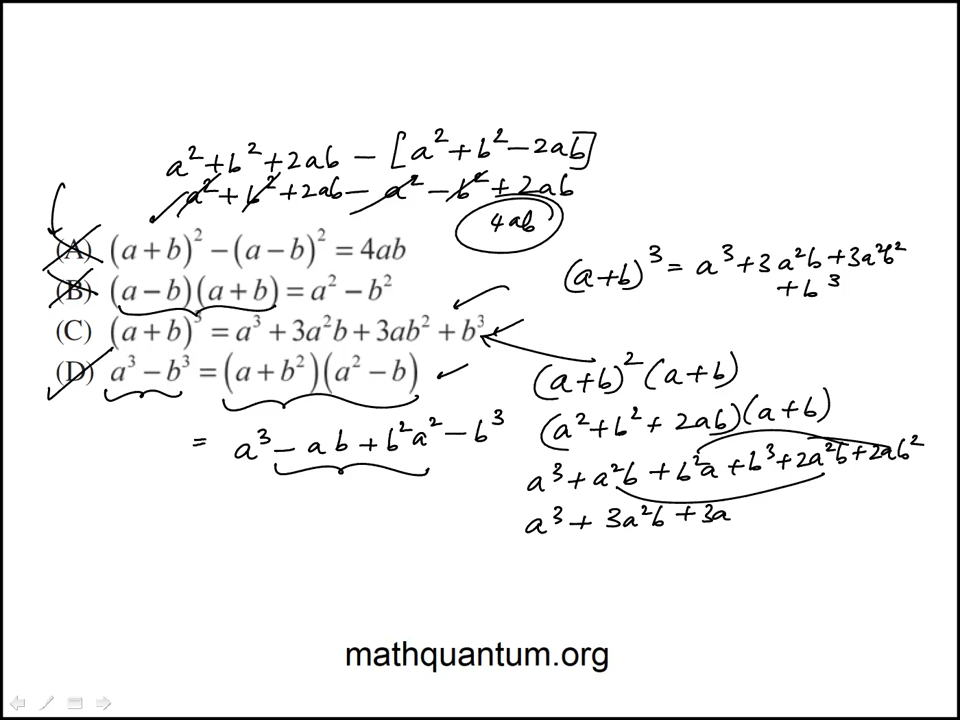 a² + b² + 2ab − [a² + b² − 2ab]
a² + b² + 2ab − a² − b² + 2ab
4ab
(A) (a + b)² − (a − b)² = 4ab
(B) (a − b)(a + b) = a² − b²
(C) (a + b)³ = a³ + 3a²b + 3ab² + b³
(D) a³ − b³ = (a + b²)(a² − b)
= a³ − ab + b²a² − b³
(a+b)³ = a³ + 3a²b + 3ab²
+ b³
(a+b)² (a+b)
(a² + b² + 2ab)(a+b)
a³ + a²b + b²a + b³ + 2a²b + 2ab²
a³ + 3a²b + 3a
mathquantum.org